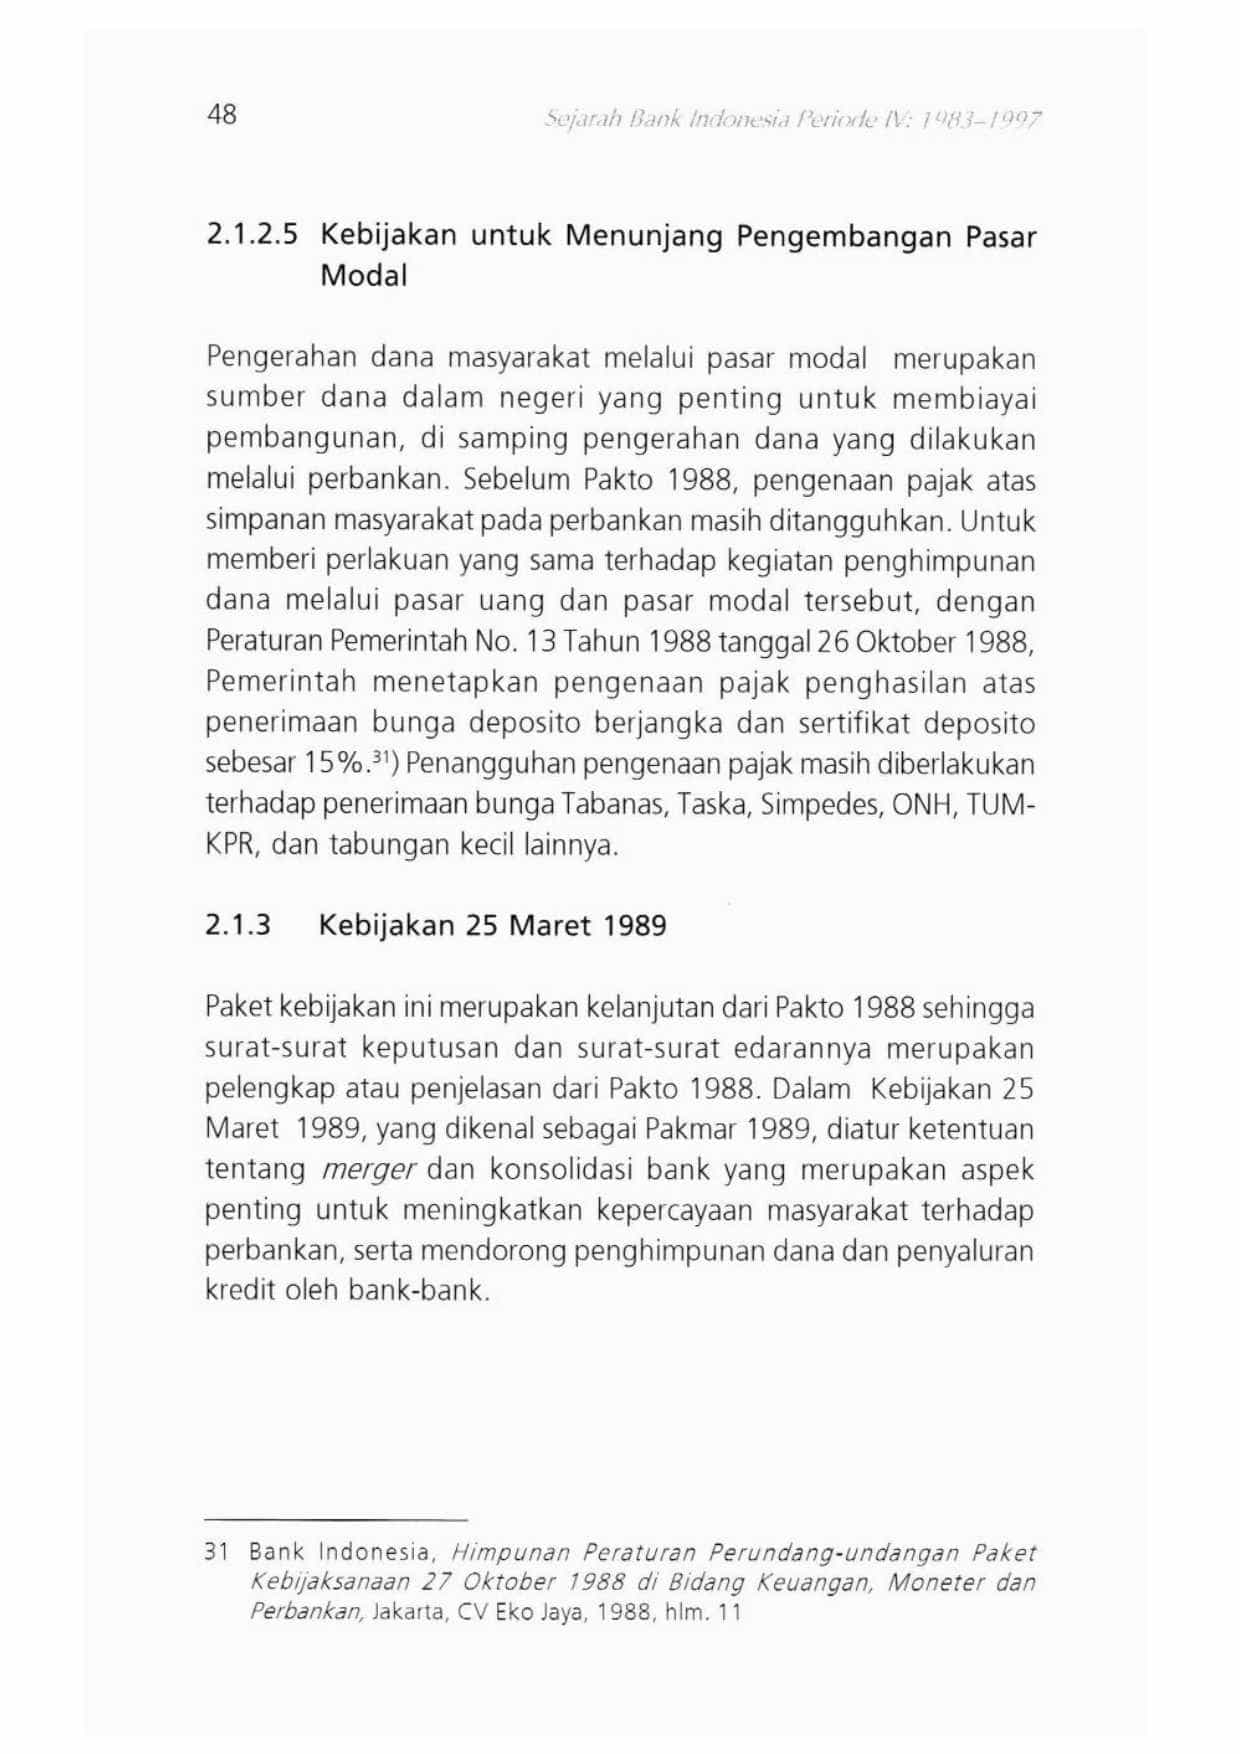 48
Sejarah Bank Indonesia Periode IV: 1983–1997
2.1.2.5 Kebijakan untuk Menunjang Pengembangan Pasar
Modal
Pengerahan dana masyarakat melalui pasar modal merupakan
sumber dana dalam negeri yang penting untuk membiayai
pembangunan, di samping pengerahan dana yang dilakukan
melalui perbankan. Sebelum Pakto 1988, pengenaan pajak atas
simpanan masyarakat pada perbankan masih ditangguhkan. Untuk
memberi perlakuan yang sama terhadap kegiatan penghimpunan
dana melalui pasar uang dan pasar modal tersebut, dengan
Peraturan Pemerintah No. 13 Tahun 1988 tanggal 26 Oktober 1988,
Pemerintah menetapkan pengenaan pajak penghasilan atas
penerimaan bunga deposito berjangka dan sertifikat deposito
sebesar 15%.³¹) Penangguhan pengenaan pajak masih diberlakukan
terhadap penerimaan bunga Tabanas, Taska, Simpedes, ONH, TUM-
KPR, dan tabungan kecil lainnya.
2.1.3 Kebijakan 25 Maret 1989
Paket kebijakan ini merupakan kelanjutan dari Pakto 1988 sehingga
surat-surat keputusan dan surat-surat edarannya merupakan
pelengkap atau penjelasan dari Pakto 1988. Dalam Kebijakan 25
Maret 1989, yang dikenal sebagai Pakmar 1989, diatur ketentuan
tentang merger dan konsolidasi bank yang merupakan aspek
penting untuk meningkatkan kepercayaan masyarakat terhadap
perbankan, serta mendorong penghimpunan dana dan penyaluran
kredit oleh bank-bank.
31 Bank Indonesia, Himpunan Peraturan Perundang-undangan Paket
Kebijaksanaan 27 Oktober 1988 di Bidang Keuangan, Moneter dan
Perbankan, Jakarta, CV Eko Jaya, 1988, hlm. 11